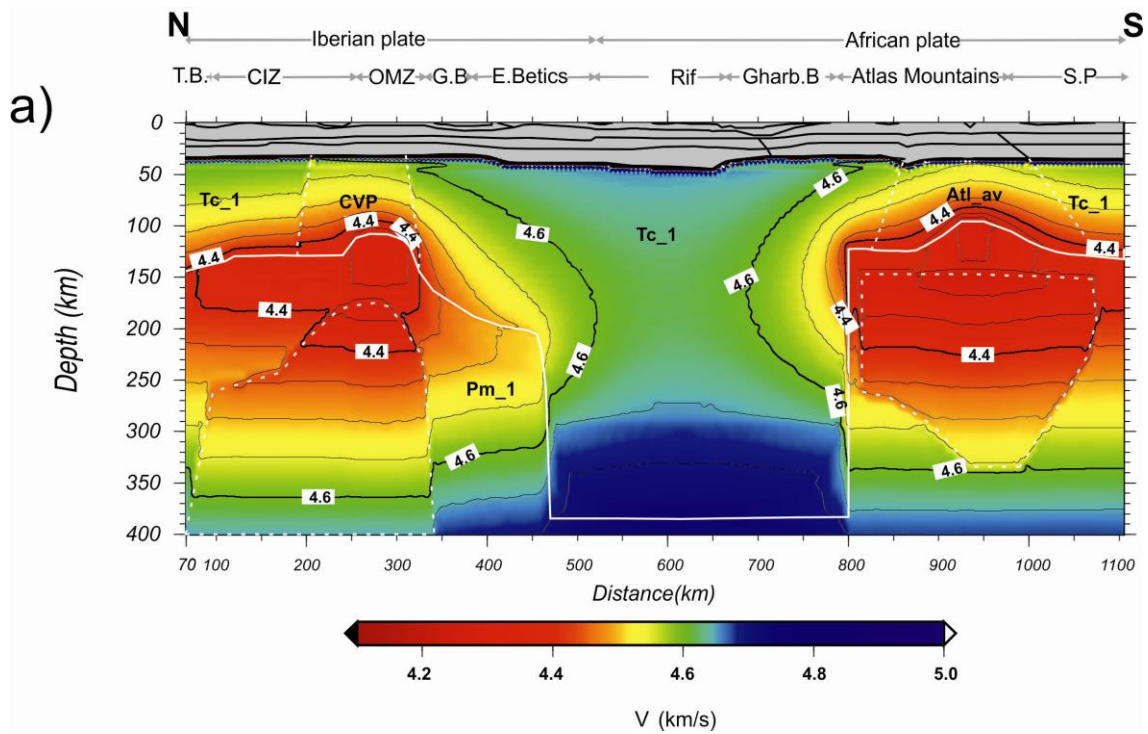 N S
Iberian plate African plate
T.B. CIZ OMZ G.B E.Betics Rif Gharb.B Atlas Mountains S.P
a)
0
50
100
150
200
250
300
350
400
Depth (km)
Tc_1 CVP Tc_1 Atl_av Tc_1
Pm_1
4.4 4.4 4.4 4.4 4.4
4.6 4.6 4.6 4.6 4.6 4.6
4.6 4.6
4.4 4.4 4.4 4.4
70 100 200 300 400 500 600 700 800 900 1000 1100
Distance(km)
4.2 4.4 4.6 4.8 5.0
V (km/s)